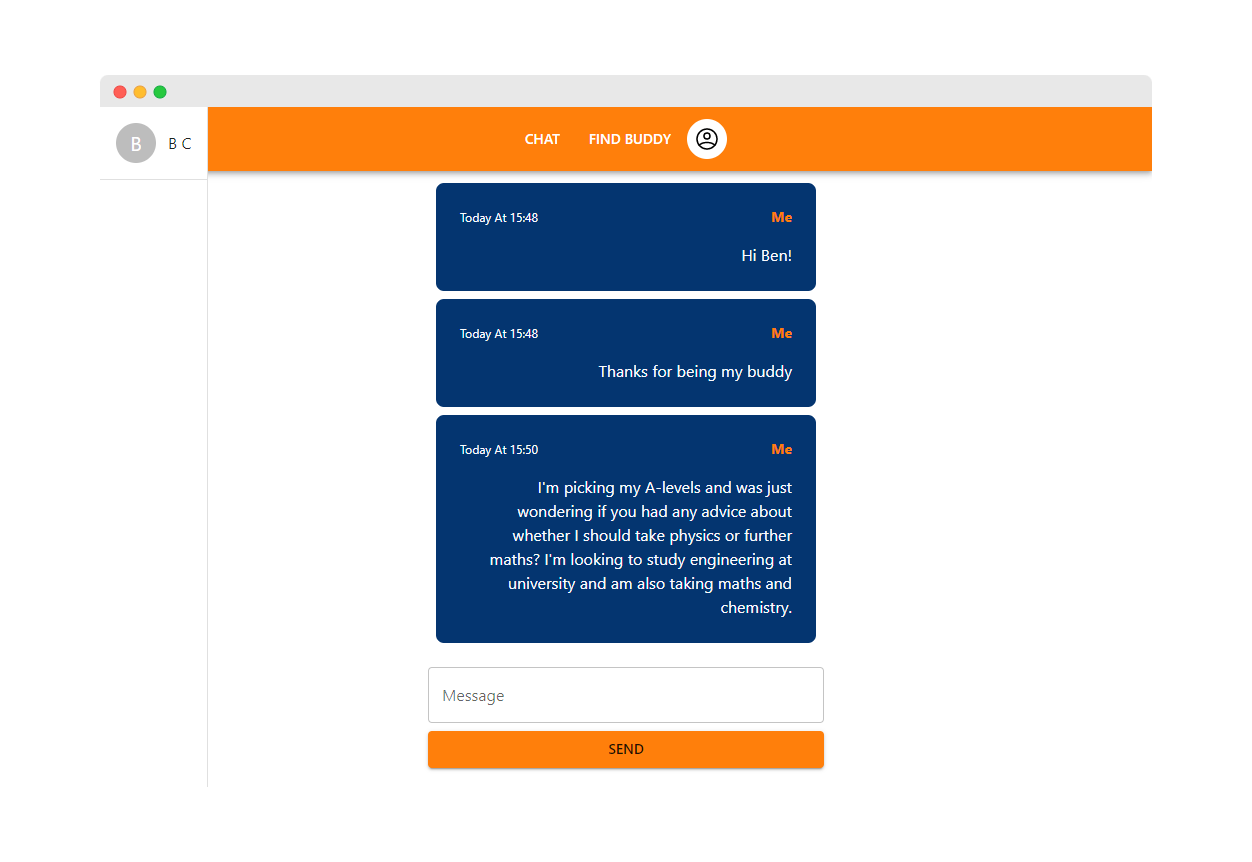 B
B C
CHAT
FIND BUDDY
Today At 15:48
Me
Hi Ben!
Today At 15:48
Me
Thanks for being my buddy
Today At 15:50
Me
I'm picking my A-levels and was just
wondering if you had any advice about
whether I should take physics or further
maths? I'm looking to study engineering at
university and am also taking maths and
chemistry.
Message
SEND